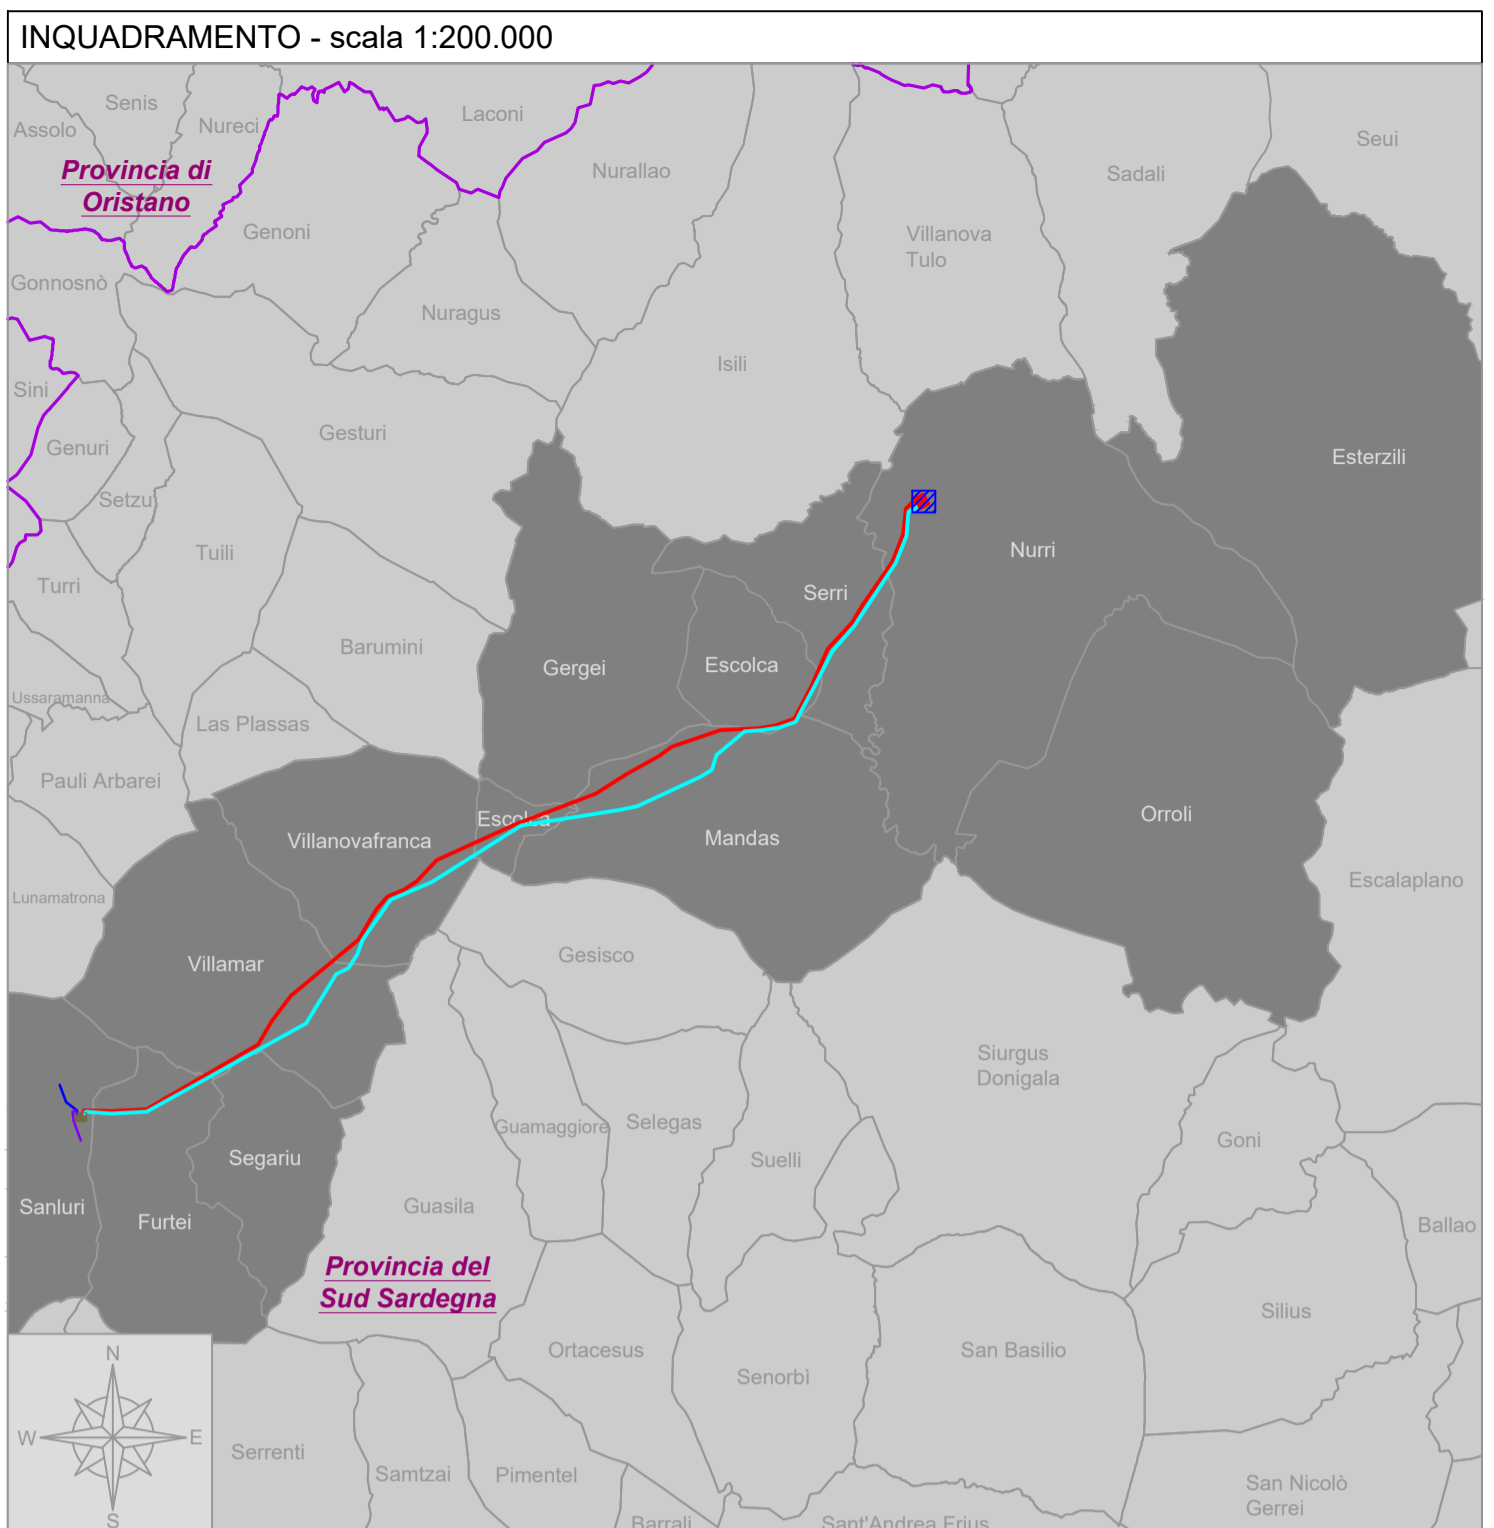 INQUADRAMENTO - scala 1:200.000
Senis
Nureci
Laconi
Assolo
Seui
Provincia di
Oristano
Nurallao
Sadali
Genoni
Villanova
Tulo
Gonnosnò
Nuragus
Isili
Sini
Gesturi
Genuri
Esterzili
Setzu
Tuili
Nurri
Turri
Serri
Barumini
Gergei
Escolca
Ussaramanna
Las Plassas
Pauli Arbarei
Orroli
Escolca
Villanovafranca
Mandas
Escalaplano
Lunamatrona
Gesisco
Villamar
Siurgus
Donigala
Guamaggiore
Selegas
Goni
Segariu
Suelli
Sanluri
Guasila
Furtei
Ballao
Provincia del
Sud Sardegna
Silius
Ortacesus
San Basilio
Senorbì
N
W
E
S
Serrenti
Samtzai
Pimentel
San Nicolò
Gerrei
Barrali
Sant'Andrea Frius